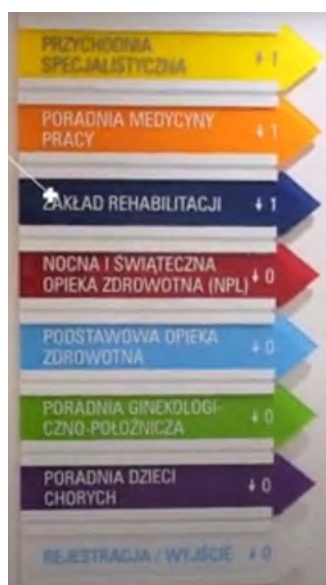 PRZYCHODNIA
SPECJALISTYCZNA ↓ 1
PORADNIA MEDYCYNY
PRACY ↓ 1
ZAKŁAD REHABILITACJI ↓ 1
NOCNA I ŚWIĄTECZNA
OPIEKA ZDROWOTNA (NPL) ↓ 0
PODSTAWOWA OPIEKA
ZDROWOTNA ↓ 0
PORADNIA GINEKOLOGI-
CZNO-POŁOŻNICZA ↓ 0
PORADNIA DZIECI
CHORYCH ↓ 0
REJESTRACJA / WYJŚCIE ↓ 0